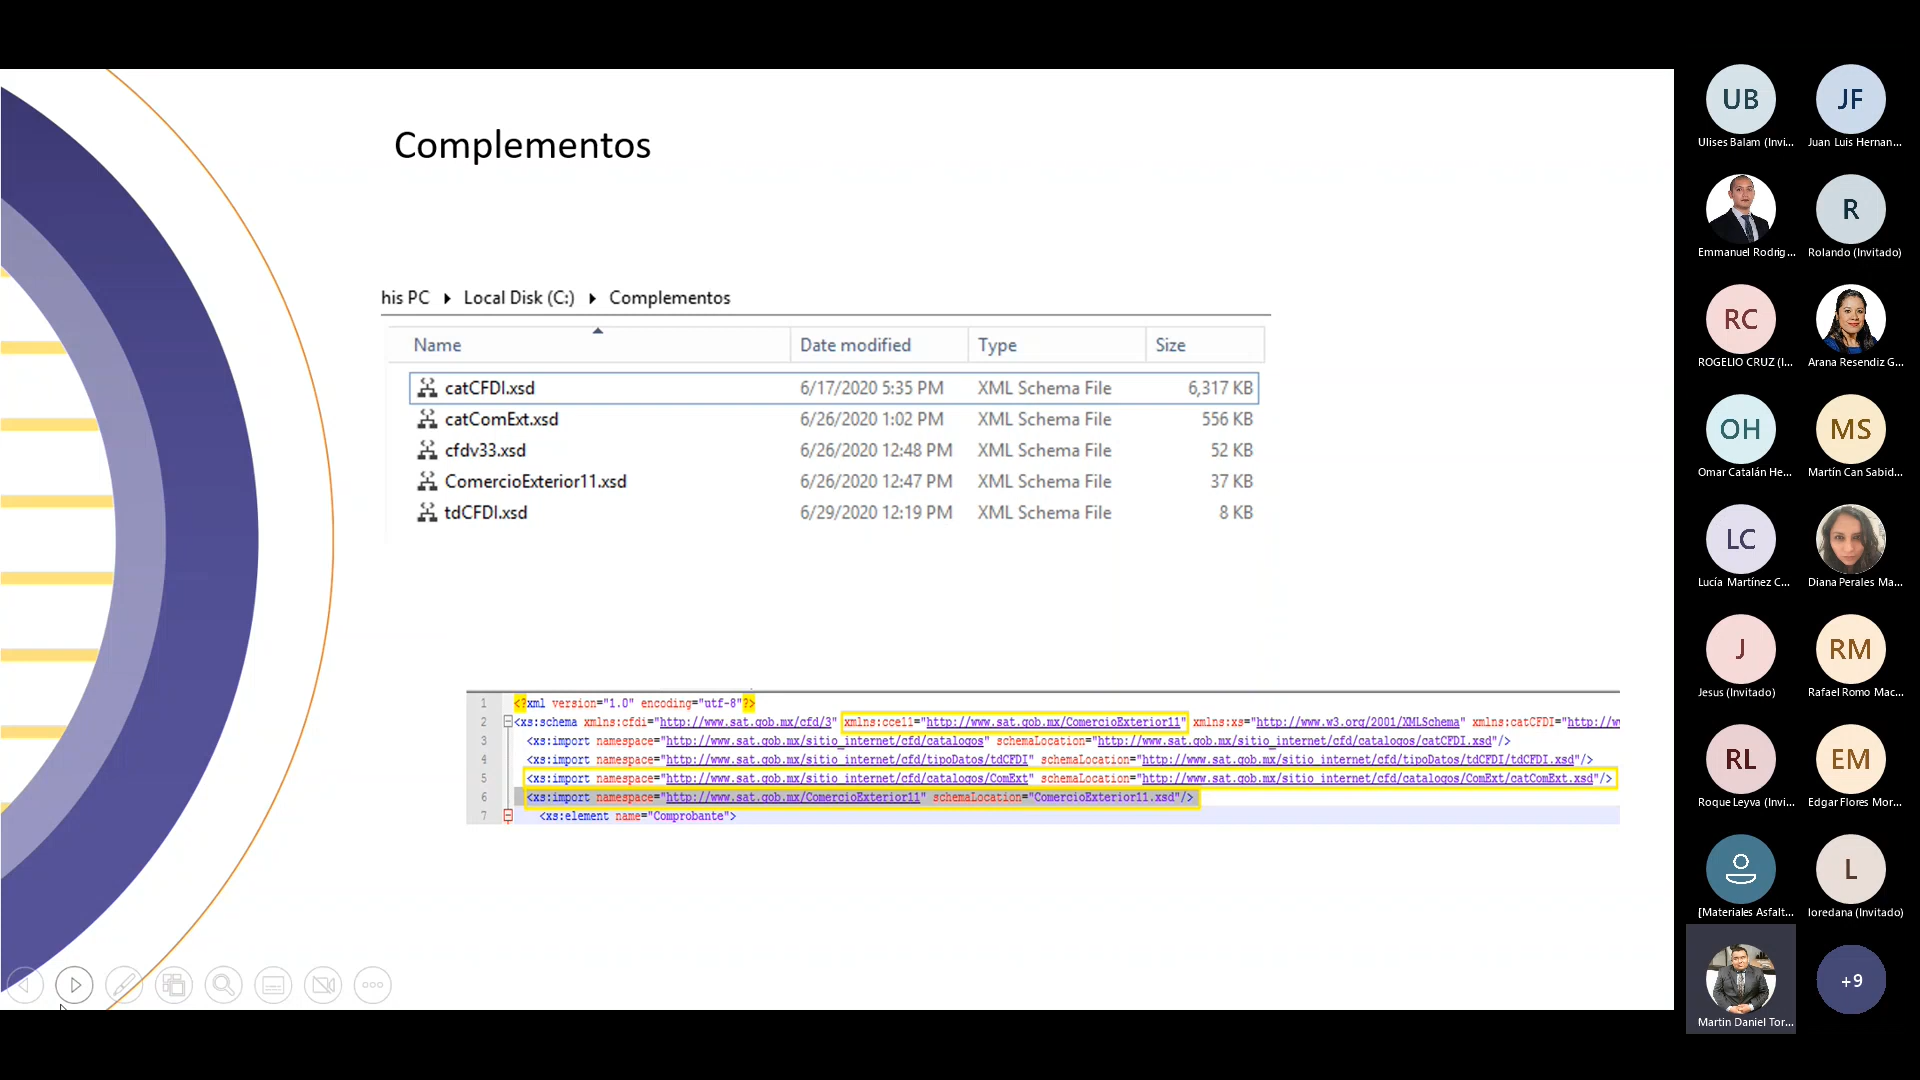 Complementos
his PC Local Disk (C:) Complementos
Name Date modified Type Size
catCFDI.xsd 6/17/2020 5:35 PM XML Schema File 6,317 KB
catComExt.xsd 6/26/2020 1:02 PM XML Schema File 556 KB
cfdv33.xsd 6/26/2020 12:48 PM XML Schema File 52 KB
ComercioExterior11.xsd 6/26/2020 12:47 PM XML Schema File 37 KB
tdCFDI.xsd 6/29/2020 12:19 PM XML Schema File 8 KB
1 <?xml version="1.0" encoding="utf-8"?>
2 <xs:schema xmlns:cfdi="http://www.sat.gob.mx/cfd/3" xmlns:cce11="http://www.sat.gob.mx/ComercioExterior11" xmlns:xs="http://www.w3.org/2001/XMLSchema" xmlns:catCFDI="http://w
3 <xs:import namespace="http://www.sat.gob.mx/sitio_internet/cfd/catalogos" schemaLocation="http://www.sat.gob.mx/sitio_internet/cfd/catalogos/catCFDI.xsd"/>
4 <xs:import namespace="http://www.sat.gob.mx/sitio_internet/cfd/tipoDatos/tdCFDI" schemaLocation="http://www.sat.gob.mx/sitio_internet/cfd/tipoDatos/tdCFDI/tdCFDI.xsd"/>
5 <xs:import namespace="http://www.sat.gob.mx/sitio_internet/cfd/catalogos/ComExt" schemaLocation="http://www.sat.gob.mx/sitio_internet/cfd/catalogos/ComExt/catComExt.xsd"/>
6 <xs:import namespace="http://www.sat.gob.mx/ComercioExterior11" schemaLocation="ComercioExterior11.xsd"/>
7 <xs:element name="Comprobante">
UB JF
Ulises Balam (Invi... Juan Luis Hernan...
R
Emmanuel Rodrig... Rolando (Invitado)
RC
ROGELIO CRUZ (I... Arana Resendiz G...
OH MS
Omar Catalán He... Martín Can Sabid...
LC
Lucía Martínez C... Diana Perales Ma...
J RM
Jesus (Invitado) Rafael Romo Mac...
RL EM
Roque Leyva (Invi... Edgar Flores Mor...
L
[Materiales Asfalt... loredana (Invitado)
+9
Martin Daniel Tor...